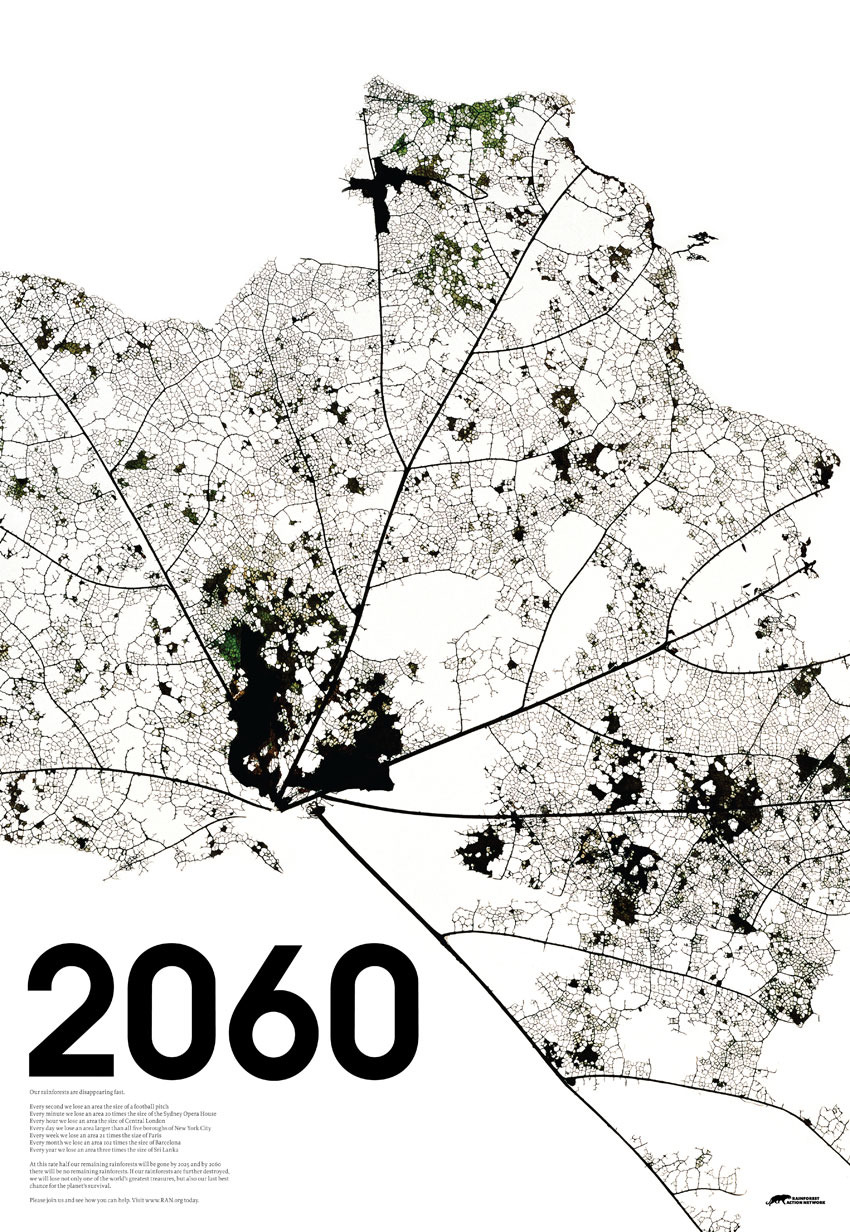 2060
Our rainforests are disappearing fast.
Every second we lose an area the size of a football pitch
Every minute we lose an area 20 times the size of the Sydney Opera House
Every hour we lose an area the size of Central London
Every day we lose an area larger than all five boroughs of New York City
Every week we lose an area 21 times the size of Paris
Every month we lose an area 102 times the size of Barcelona
Every year we lose an area three times the size of Sri Lanka
At this rate half our remaining rainforests will be gone by 2025 and by 2060
there will be no remaining rainforests. If our rainforests are further destroyed,
we will lose not only one of the world's greatest treasures, but also our last best
chance for the planet's survival.
Please join us and see how you can help. Visit www.RAN.org today.
RAINFOREST
ACTION NETWORK